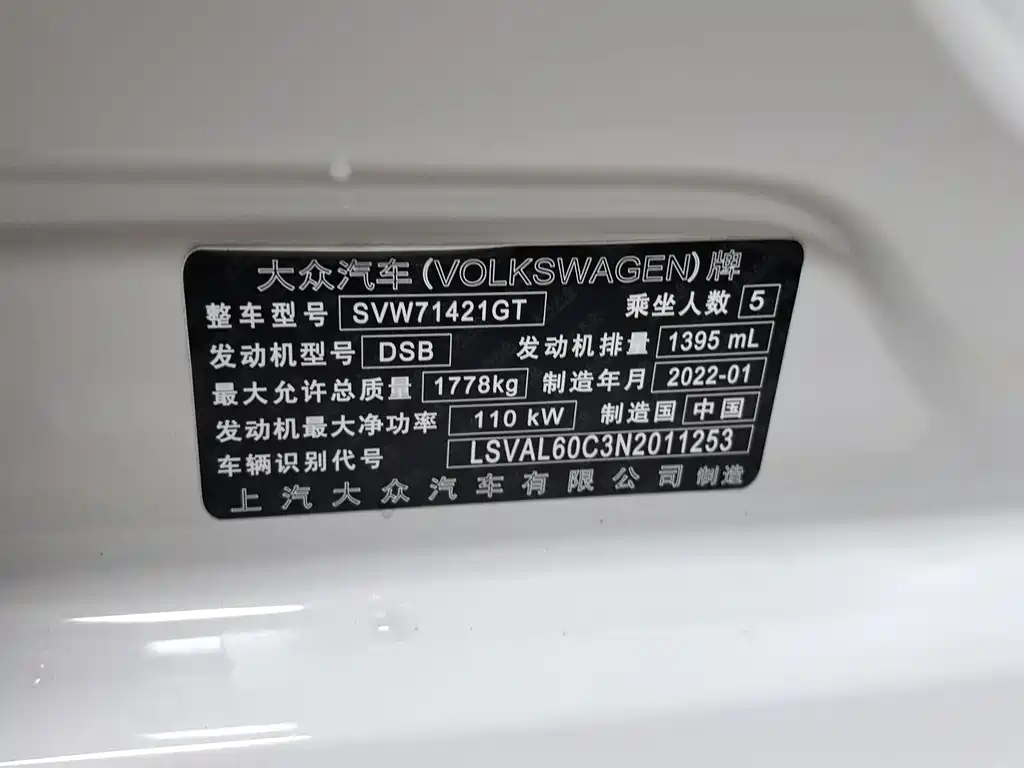 大众汽车(VOLKSWAGEN)牌
整车型号 SVW71421GT 乘坐人数 5
发动机型号 DSB 发动机排量 1395 mL
最大允许总质量 1778kg 制造年月 2022-01
发动机最大净功率 110 kW 制造国 中国
车辆识别代号 LSVAL60C3N2011253
上汽大众汽车有限公司 制造